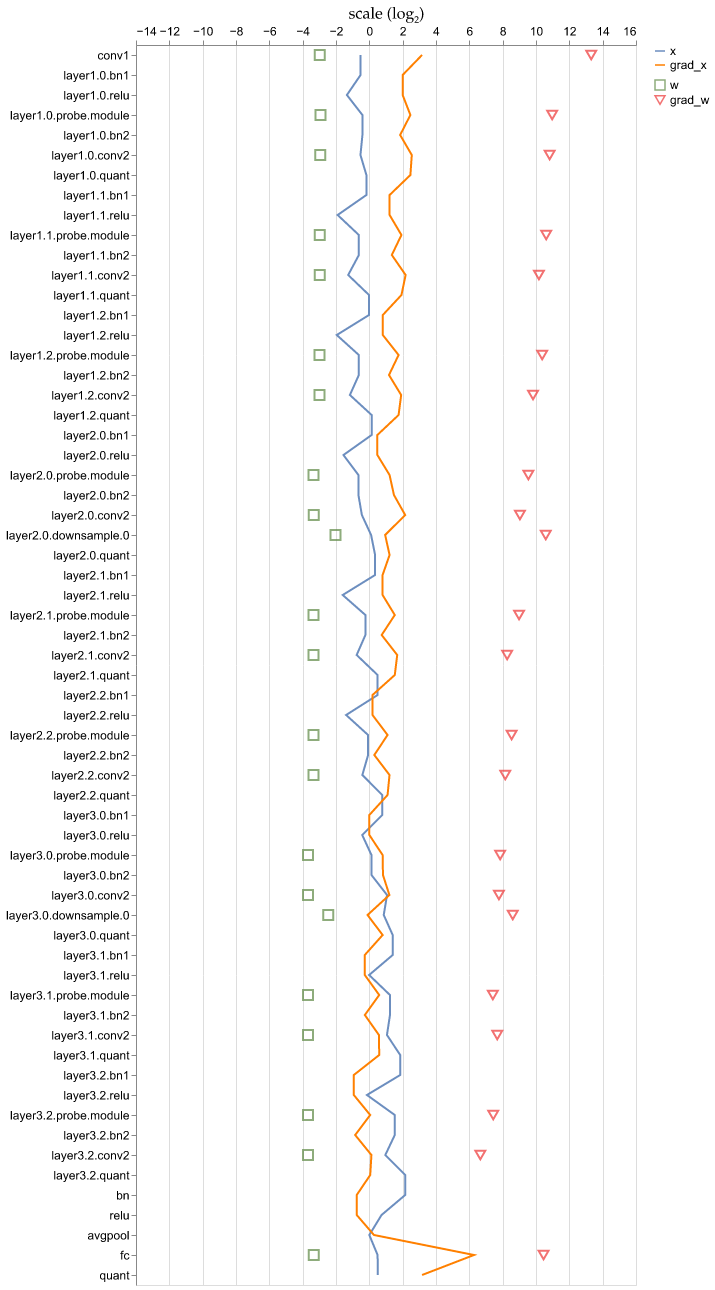 scale (log₂)
−14 −12 −10 −8 −6 −4 −2 0 2 4 6 8 10 12 14 16
x
grad_x
w
grad_w
conv1
layer1.0.bn1
layer1.0.relu
layer1.0.probe.module
layer1.0.bn2
layer1.0.conv2
layer1.0.quant
layer1.1.bn1
layer1.1.relu
layer1.1.probe.module
layer1.1.bn2
layer1.1.conv2
layer1.1.quant
layer1.2.bn1
layer1.2.relu
layer1.2.probe.module
layer1.2.bn2
layer1.2.conv2
layer1.2.quant
layer2.0.bn1
layer2.0.relu
layer2.0.probe.module
layer2.0.bn2
layer2.0.conv2
layer2.0.downsample.0
layer2.0.quant
layer2.1.bn1
layer2.1.relu
layer2.1.probe.module
layer2.1.bn2
layer2.1.conv2
layer2.1.quant
layer2.2.bn1
layer2.2.relu
layer2.2.probe.module
layer2.2.bn2
layer2.2.conv2
layer2.2.quant
layer3.0.bn1
layer3.0.relu
layer3.0.probe.module
layer3.0.bn2
layer3.0.conv2
layer3.0.downsample.0
layer3.0.quant
layer3.1.bn1
layer3.1.relu
layer3.1.probe.module
layer3.1.bn2
layer3.1.conv2
layer3.1.quant
layer3.2.bn1
layer3.2.relu
layer3.2.probe.module
layer3.2.bn2
layer3.2.conv2
layer3.2.quant
bn
relu
avgpool
fc
quant